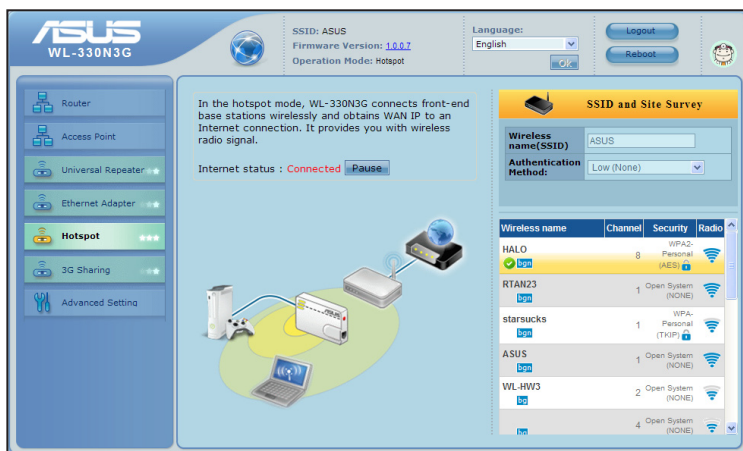 ASUS
WL-330N3G
SSID: ASUS
Firmware Version: 1.0.0.7
Operation Mode: Hotspot
Language:
English
Ok
Logout
Reboot
Router
Access Point
Universal Repeater
Ethernet Adapter
Hotspot
3G Sharing
Advanced Setting
In the hotspot mode, WL-330N3G connects front-end
base stations wirelessly and obtains WAN IP to an
Internet connection. It provides you with wireless
radio signal.
Internet status : Connected Pause
SSID and Site Survey
Wireless
name(SSID)
ASUS
Authentication
Method:
Low (None)
Wireless name Channel Security Radio
HALO
bgn
8
WPA2-
Personal
(AES)
RTAN23
bgn
1
Open System
(NONE)
starsucks
bgn
1
WPA-
Personal
(TKIP)
ASUS
bgn
1
Open System
(NONE)
WL-HW3
bg
2
Open System
(NONE)
4
Open System
(NONE)